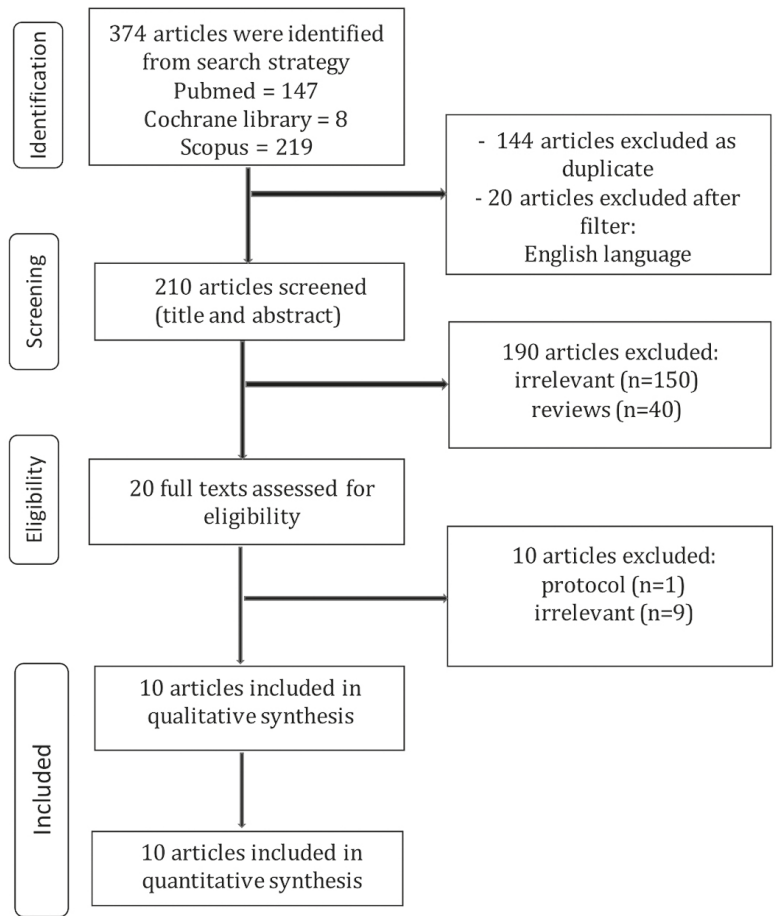 Identification
374 articles were identified
from search strategy
Pubmed = 147
Cochrane library = 8
Scopus = 219
- 144 articles excluded as
duplicate
- 20 articles excluded after
filter:
English language
Screening
210 articles screened
(title and abstract)
190 articles excluded:
irrelevant (n=150)
reviews (n=40)
Eligibility
20 full texts assessed for
eligibility
10 articles excluded:
protocol (n=1)
irrelevant (n=9)
Included
10 articles included in
qualitative synthesis
10 articles included in
quantitative synthesis